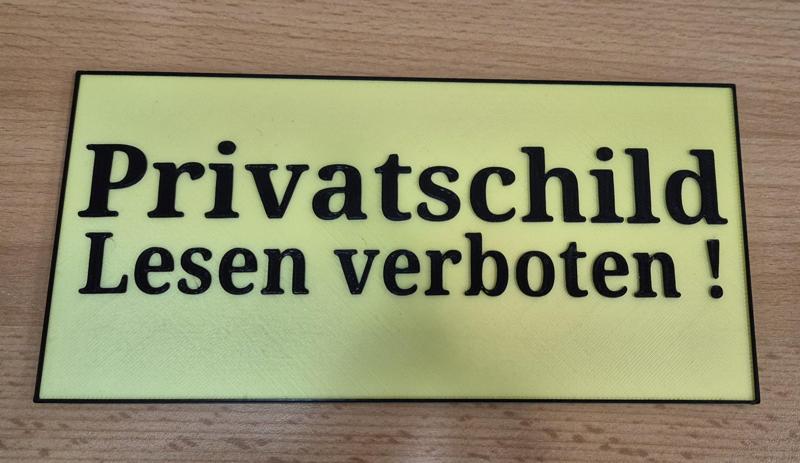 Privatschild
Lesen verboten !